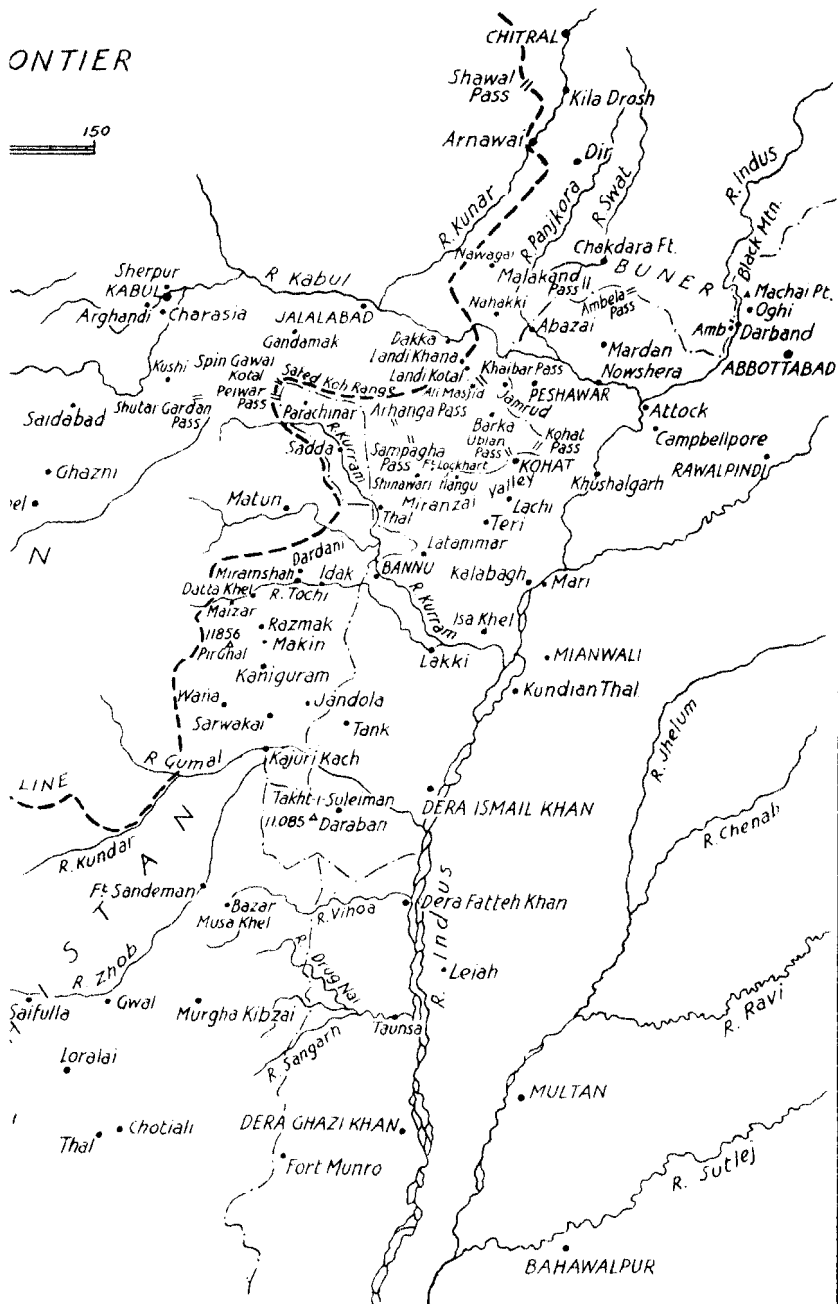 ONTIER
150
CHITRAL
Shawal
Pass
Kila Drosh
Arnawai
Dir
R. Indus
R. Kunar
R. Panjkora
R. Swat
Black Mtn.
Nawagai
Chakdara Ft.
BUNER
Sherpur
KABUL
R Kabul
Malakand
Pass
Ambela
Pass
Machai Pt.
Oghi
Arghandi
Charasia
JALALABAD
Nahakki
Abazai
Amb
Darband
Gandamak
Dakka
Landi Khana
Mardan
Nowshera
ABBOTTABAD
Kushi
Spin Gawai
Kotal
Safed Koh Range
Landi Kotal
Khaibar Pass
Ali Masjid
Jamrud
PESHAWAR
Saidabad
Shutar Gardan
Pass
Peiwar
Pass
Parachinar
Arhanga Pass
Attock
Barka
Ublan
Pass
Kohat
Pass
Campbellpore
Ghazni
Sadda
R. Kurram
Sampagha
Pass
Ft. Lockhart
KOHAT
RAWALPINDI
Shinawari
Hangu
Valley
Khushalgarh
Matun
Miranzai
Lachi
N
Thal
Teri
Dardani
Latammar
Miramshah
Idak
BANNU
Kalabagh
Mari
Datta Khel
R. Tochi
R. Kurram
Maizar
Razmak
Isa Khel
11856
Makin
Pir Ghal
Lakki
MIANWALI
Kaniguram
Wana
Jandola
Kundian Thal
Sarwakai
Tank
R. Jhelum
R Gumal
Kajuri Kach
LINE
Takht-i-Suleiman
DERA ISMAIL KHAN
11.085
Daraban
R. Chenab
R. Kundar
N
A
T
S
I
Ft. Sandeman
Bazar
Musa Khel
R. Vihoa
Dera Fatteh Khan
R. Zhob
R. Indus
Drug Nai
Leiah
Saifulla
Gwal
Murgha Kibzai
Taunsa
R. Ravi
R. Sangarh
Loralai
MULTAN
Thal
Chotiali
DERA GHAZI KHAN
Fort Munro
R. Sutlej
BAHAWALPUR